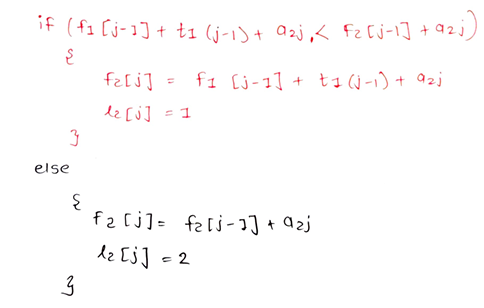 if (f1[j-1] + t1(j-1) + a2j, < f2[j-1] + a2j)
{
f2[j] = f1 [j-1] + t1(j-1) + a2j
l2[j] = 1
}
else
{
f2[j] = f2[j-1] + a2j
l2[j] = 2
}